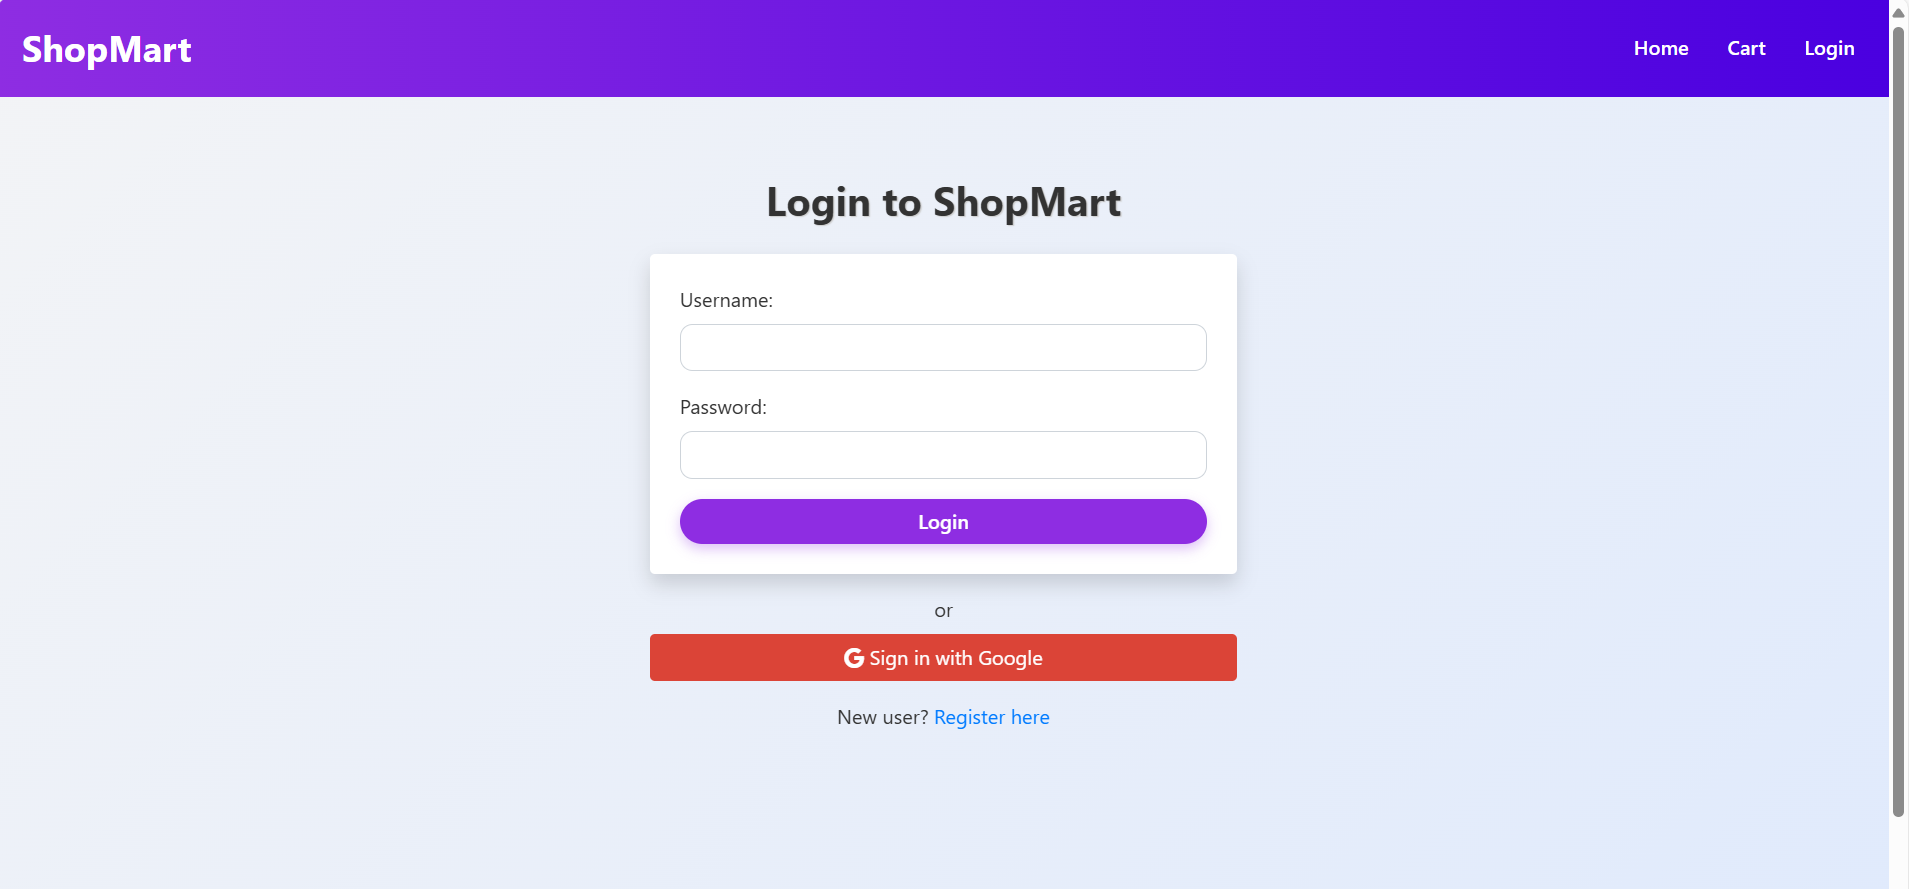 ShopMart
Home Cart Login
Login to ShopMart
Username:
Password:
Login
or
Sign in with Google
New user? Register here